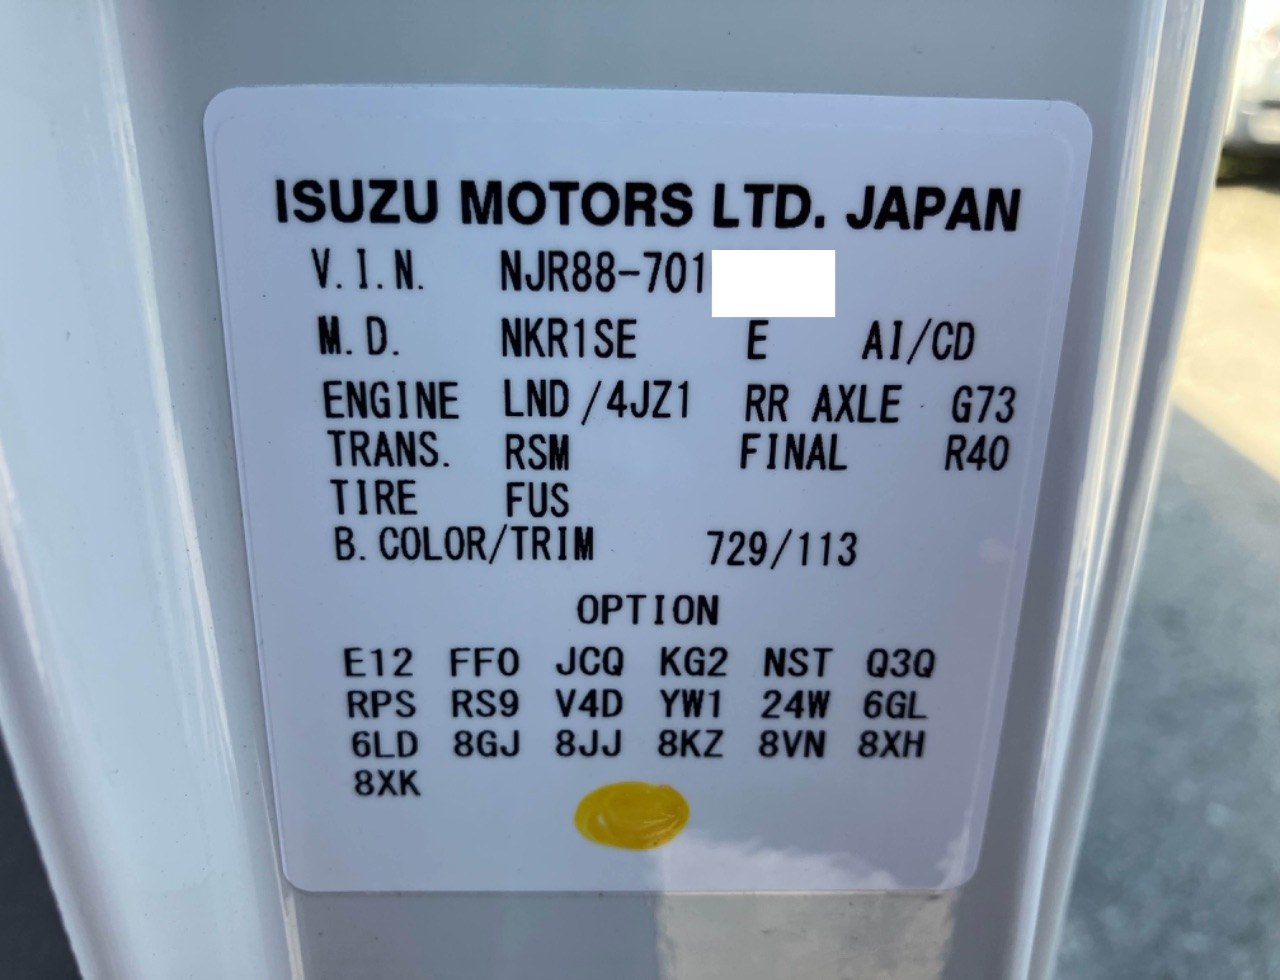 ISUZU MOTORS LTD. JAPAN
V.I.N. NJR88-701
M.D. NKR1SE E AI/CD
ENGINE LND/4JZ1 RR AXLE G73
TRANS. RSM FINAL R40
TIRE FUS
B.COLOR/TRIM 729/113
OPTION
E12 FF0 JCQ KG2 NST Q3Q
RPS RS9 V4D YW1 24W 6GL
6LD 8GJ 8JJ 8KZ 8VN 8XH
8XK